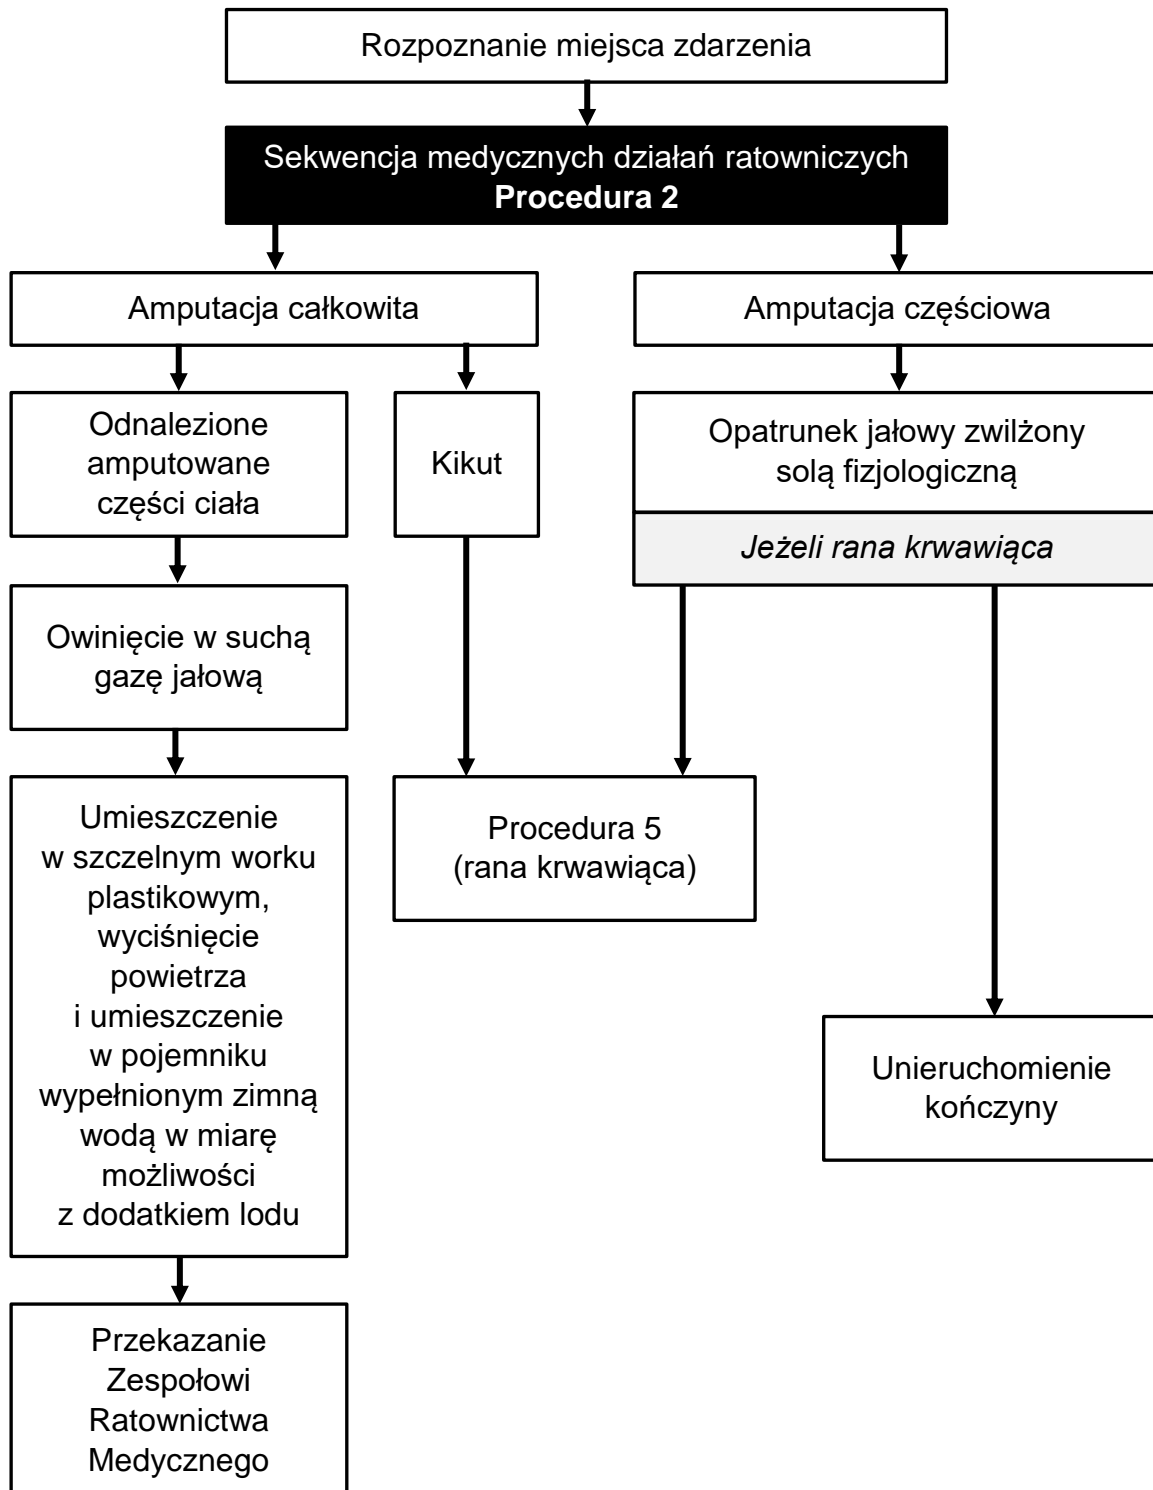 Rozpoznanie miejsca zdarzenia
Sekwencja medycznych działań ratowniczych
Procedura 2
Amputacja całkowita
Amputacja częściowa
Odnalezione
amputowane
części ciała
Kikut
Opatrunek jałowy zwilżony
solą fizjologiczną
Jeżeli rana krwawiąca
Owinięcie w suchą
gazę jałową
Umieszczenie
w szczelnym worku
plastikowym,
wyciśnięcie
powietrza
i umieszczenie
w pojemniku
wypełnionym zimną
wodą w miarę
możliwości
z dodatkiem lodu
Procedura 5
(rana krwawiąca)
Unieruchomienie
kończyny
Przekazanie
Zespołowi
Ratownictwa
Medycznego